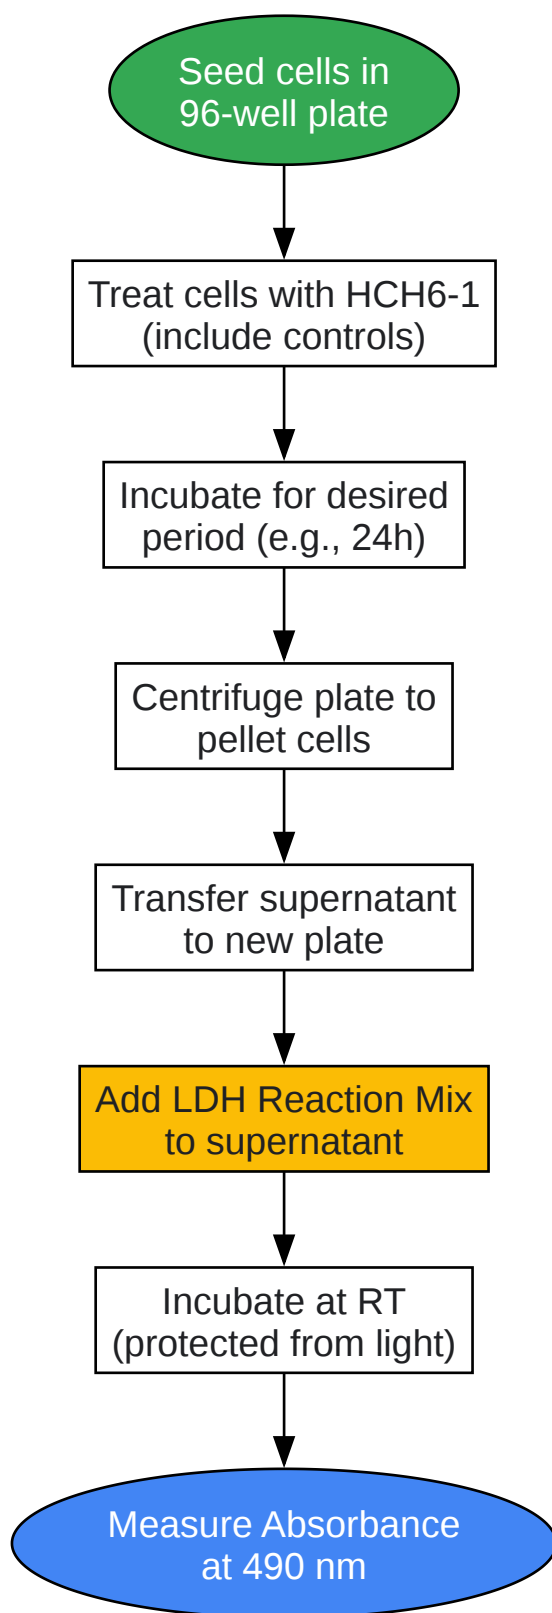 Seed cells in
96-well plate
Treat cells with HCH6-1
(include controls)
Incubate for desired
period (e.g., 24h)
Centrifuge plate to
pellet cells
Transfer supernatant
to new plate
Add LDH Reaction Mix
to supernatant
Incubate at RT
(protected from light)
Measure Absorbance
at 490 nm